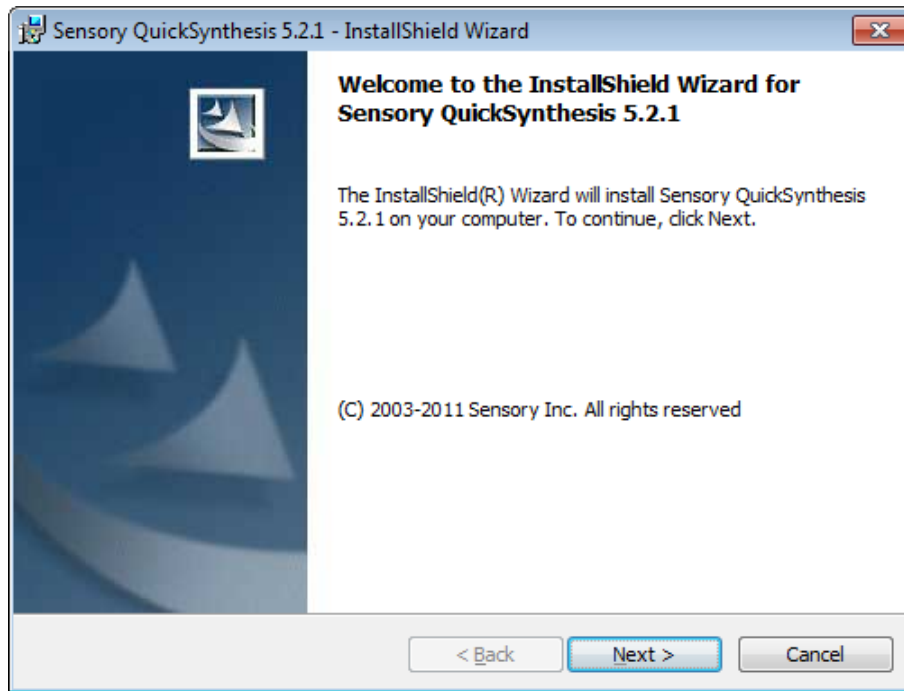 Sensory QuickSynthesis 5.2.1 - InstallShield Wizard
Welcome to the InstallShield Wizard for
Sensory QuickSynthesis 5.2.1
The InstallShield(R) Wizard will install Sensory QuickSynthesis
5.2.1 on your computer. To continue, click Next.
(C) 2003-2011 Sensory Inc. All rights reserved
< Back
Next >
Cancel